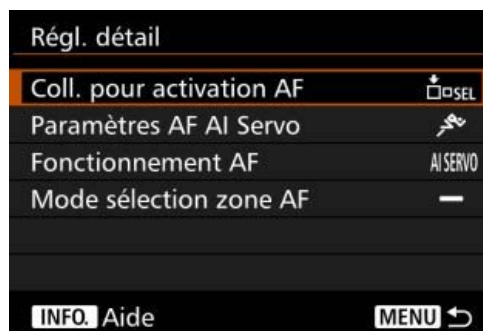 Régl. détail
Coll. pour activation AF SEL
Paramètres AF AI Servo
Fonctionnement AF AI SERVO
Mode sélection zone AF
INFO. Aide MENU